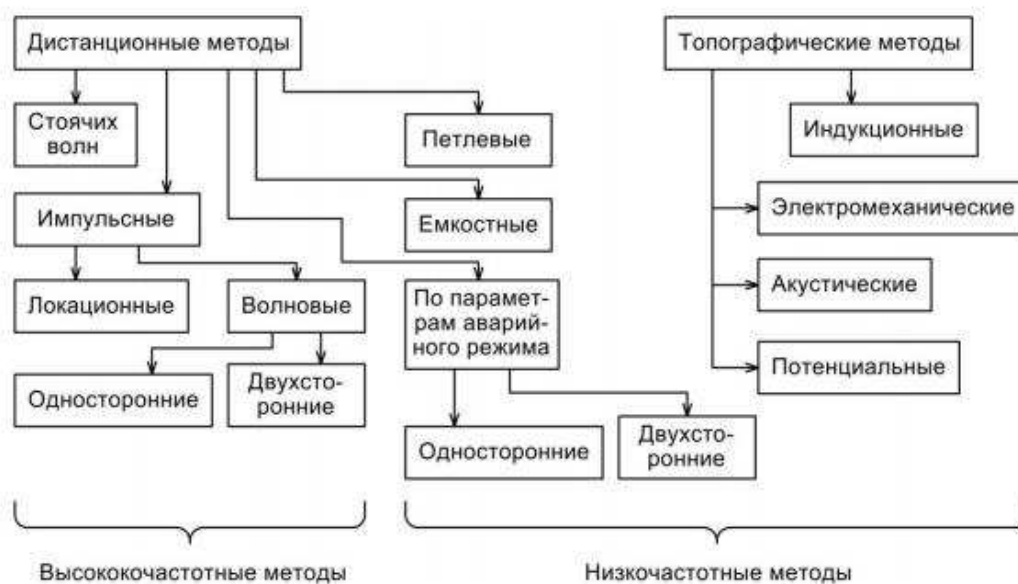 Дистанционные методы
Топографические методы
Стоячих
волн
Петлевые
Индукционные
Импульсные
Емкостные
Электромеханические
Локационные
Волновые
По парамет-
рам аварий-
ного режима
Акустические
Односторонние
Двухсто-
ронние
Потенциальные
Односторонние
Двухсто-
ронние
Высококочастотные методы
Низкочастотные методы